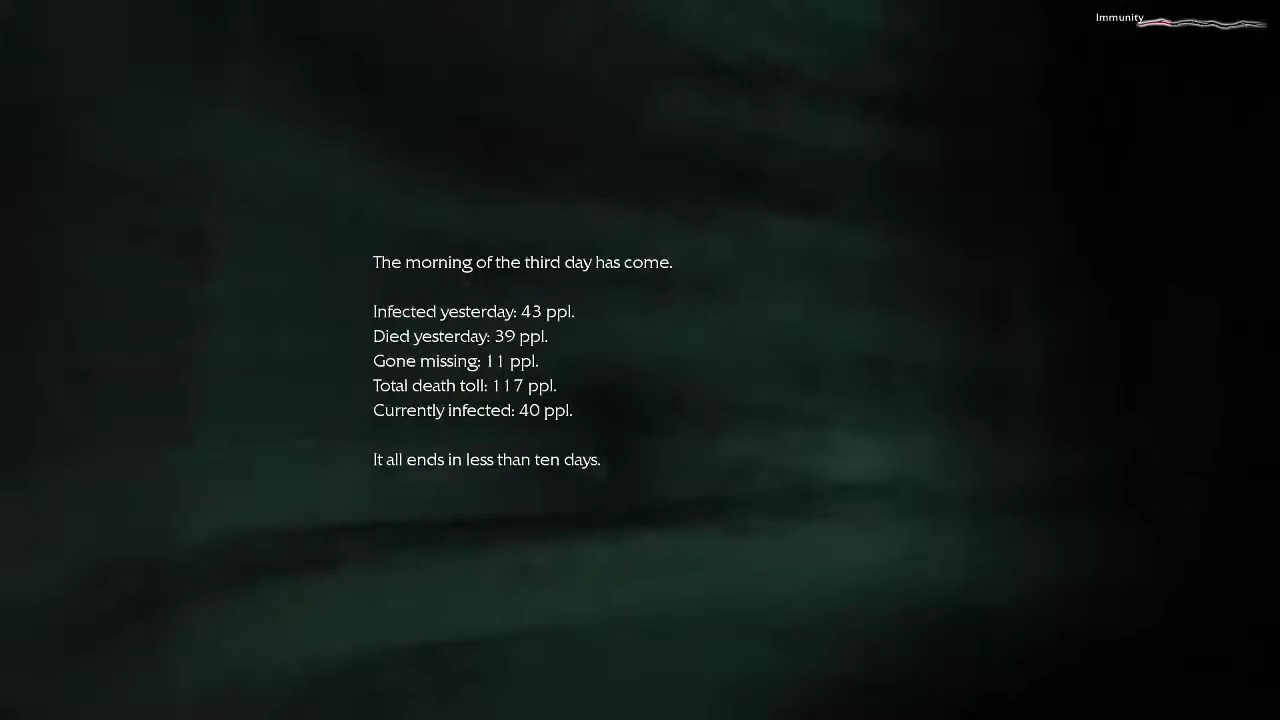 Immunity
The morning of the third day has come.
Infected yesterday: 43 ppl.
Died yesterday: 39 ppl.
Gone missing: 11 ppl.
Total death toll: 117 ppl.
Currently infected: 40 ppl.
It all ends in less than ten days.